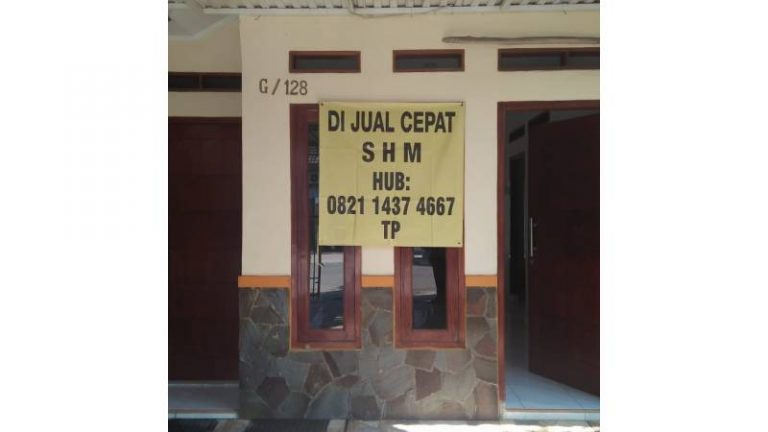 G/128
DI JUAL CEPAT
S H M
HUB:
0821 1437 4667
TP